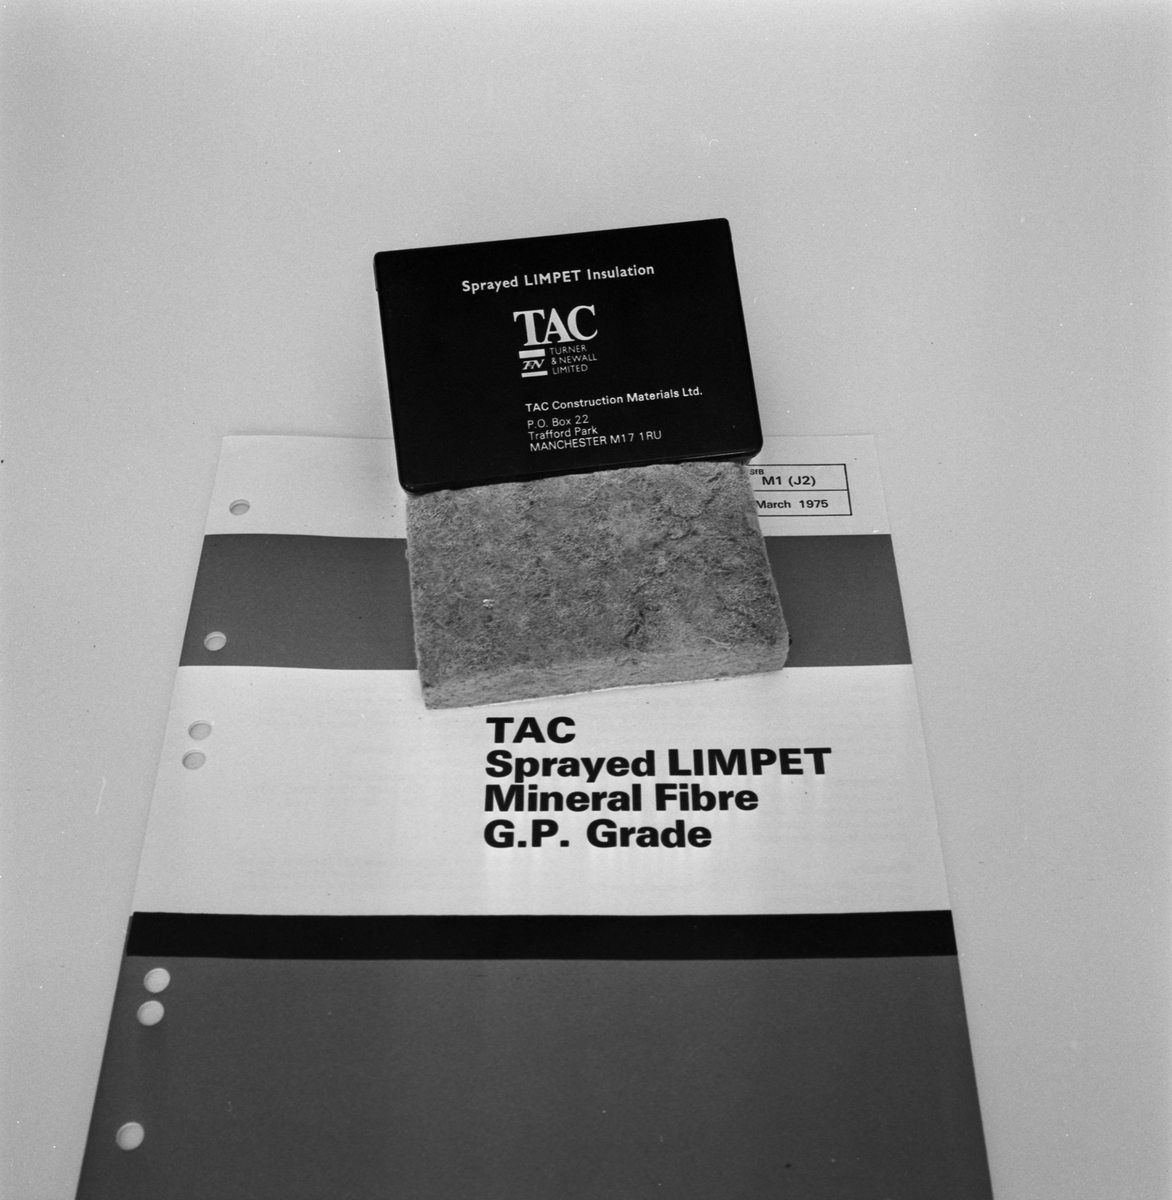 Sprayed LIMPET Insulation
TAC
T&N
TURNER
& NEWALL
LIMITED
TAC Construction Materials Ltd.
P.O. Box 22
Trafford Park
MANCHESTER M17 1RU
SfB
M1 (J2)
March 1975
TAC
Sprayed LIMPET
Mineral Fibre
G.P. Grade